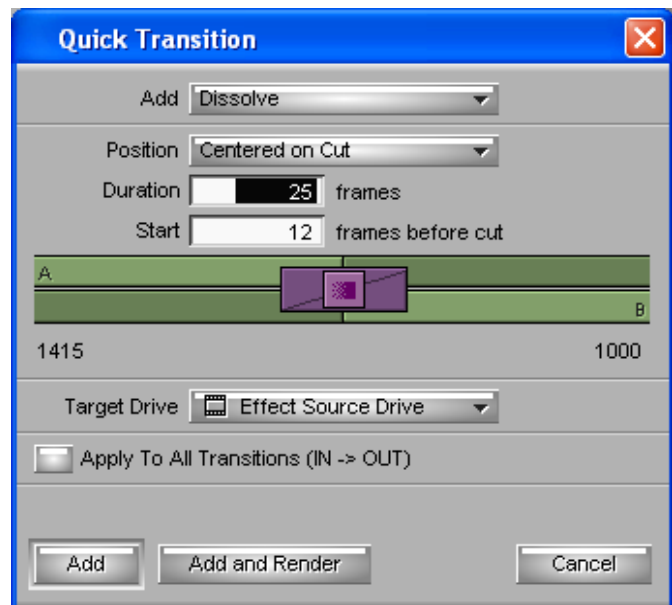 Quick Transition
Add Dissolve
Position Centered on Cut
Duration 25 frames
Start 12 frames before cut
A
B
1415 1000
Target Drive Effect Source Drive
Apply To All Transitions (IN -> OUT)
Add Add and Render Cancel